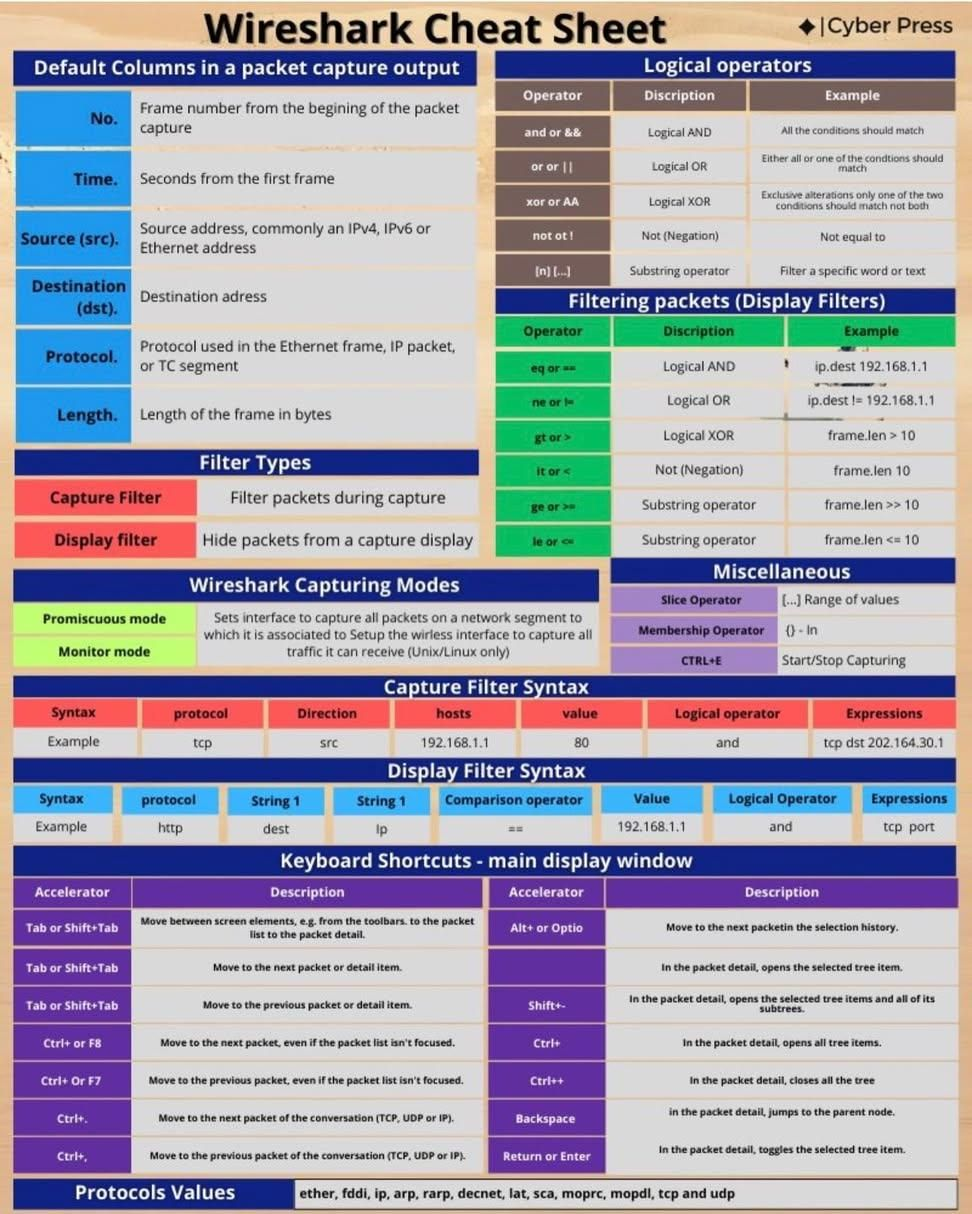 Wireshark Cheat Sheet
|Cyber Press
Default Columns in a packet capture output
No.
Frame number from the begining of the packet
capture
Time.
Seconds from the first frame
Source (src).
Source address, commonly an IPv4, IPv6 or
Ethernet address
Destination
(dst).
Destination adress
Protocol.
Protocol used in the Ethernet frame, IP packet,
or TC segment
Length.
Length of the frame in bytes
Filter Types
Capture Filter
Filter packets during capture
Display filter
Hide packets from a capture display
Logical operators
Operator Discription Example
and or && Logical AND All the conditions should match
or or || Logical OR Either all or one of the condtions should
match
xor or AA Logical XOR Exclusive alterations only one of the two
conditions should match not both
not ot ! Not (Negation) Not equal to
[n] [...] Substring operator Filter a specific word or text
Filtering packets (Display Filters)
Operator Discription Example
eq or == Logical AND ip.dest 192.168.1.1
ne or != Logical OR ip.dest != 192.168.1.1
gt or > Logical XOR frame.len > 10
it or < Not (Negation) frame.len 10
ge or >= Substring operator frame.len >> 10
le or <= Substring operator frame.len <= 10
Wireshark Capturing Modes
Promiscuous mode
Monitor mode
Sets interface to capture all packets on a network segment to
which it is associated to Setup the wirless interface to capture all
traffic it can receive (Unix/Linux only)
Miscellaneous
Slice Operator [...] Range of values
Membership Operator {} - In
CTRL+E Start/Stop Capturing
Capture Filter Syntax
Syntax protocol Direction hosts value Logical operator Expressions
Example tcp src 192.168.1.1 80 and tcp dst 202.164.30.1
Display Filter Syntax
Syntax protocol String 1 String 1 Comparison operator Value Logical Operator Expressions
Example http dest Ip == 192.168.1.1 and tcp port
Keyboard Shortcuts - main display window
Accelerator Description Accelerator Description
Tab or Shift+Tab
Move between screen elements, e.g. from the toolbars. to the packet
list to the packet detail.
Alt+ or Optio
Move to the next packetin the selection history.
Tab or Shift+Tab
Move to the next packet or detail item.
In the packet detail, opens the selected tree item.
Tab or Shift+Tab
Move to the previous packet or detail item.
Shift+-
In the packet detail, opens the selected tree items and all of its
subtrees.
Ctrl+ or F8
Move to the next packet, even if the packet list isn't focused.
Ctrl+
In the packet detail, opens all tree items.
Ctrl+ Or F7
Move to the previous packet, even if the packet list isn't focused.
Ctrl++
In the packet detail, closes all the tree
Ctrl+.
Move to the next packet of the conversation (TCP, UDP or IP).
Backspace
in the packet detail, jumps to the parent node.
Ctrl+,
Move to the previous packet of the conversation (TCP, UDP or IP).
Return or Enter
In the packet detail, toggles the selected tree item.
Protocols Values
ether, fddi, ip, arp, rarp, decnet, lat, sca, moprc, mopdl, tcp and udp